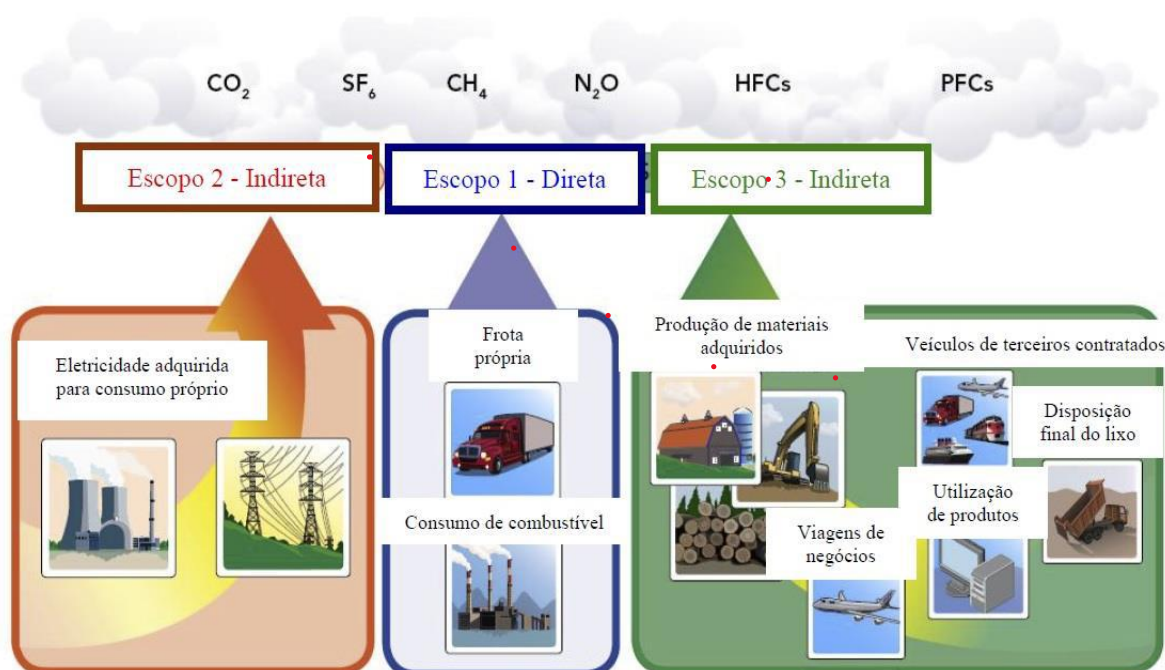 CO₂ SF₆ CH₄ N₂O HFCs PFCs
Escopo 2 - Indireta
Escopo 1 - Direta
Escopo 3 - Indireta
Eletricidade adquirida
para consumo próprio
Frota
própria
Consumo de combustível
Produção de materiais
adquiridos
Veículos de terceiros contratados
Disposição
final do lixo
Utilização
de produtos
Viagens de
negócios